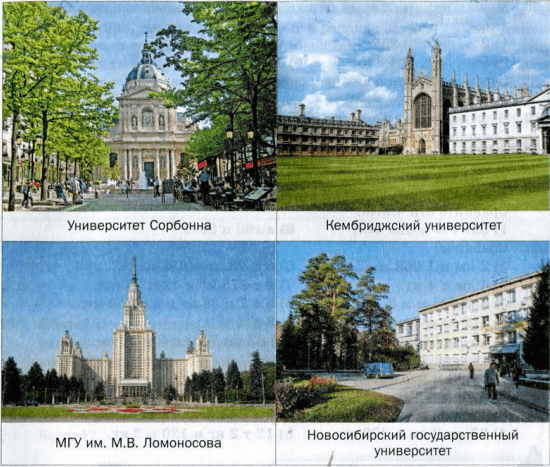 Университет Сорбонна
Кембриджский университет
МГУ им. М.В. Ломоносова
Новосибирский государственный
университет